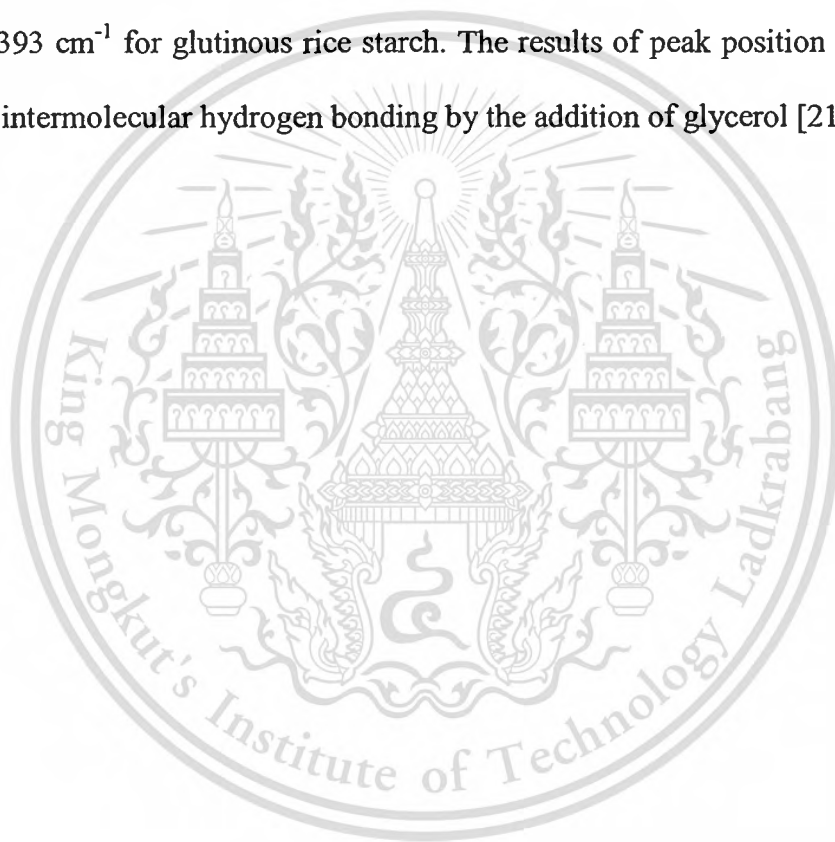 393 cm⁻¹ for glutinous rice starch. The results of peak position
intermolecular hydrogen bonding by the addition of glycerol [21
King Mongkut's Institute of Technology Ladkrabang